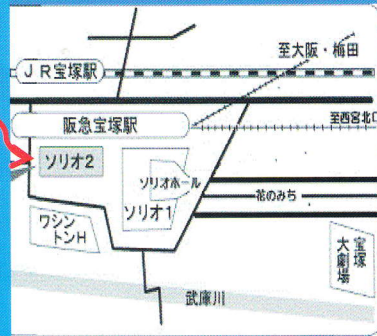 至大阪・梅田
JR宝塚駅
阪急宝塚駅
至西宮北口
ソリオ2
ソリオホール
ソリオ1
花のみち
ワシン
トンH
宝塚
大劇場
武庫川